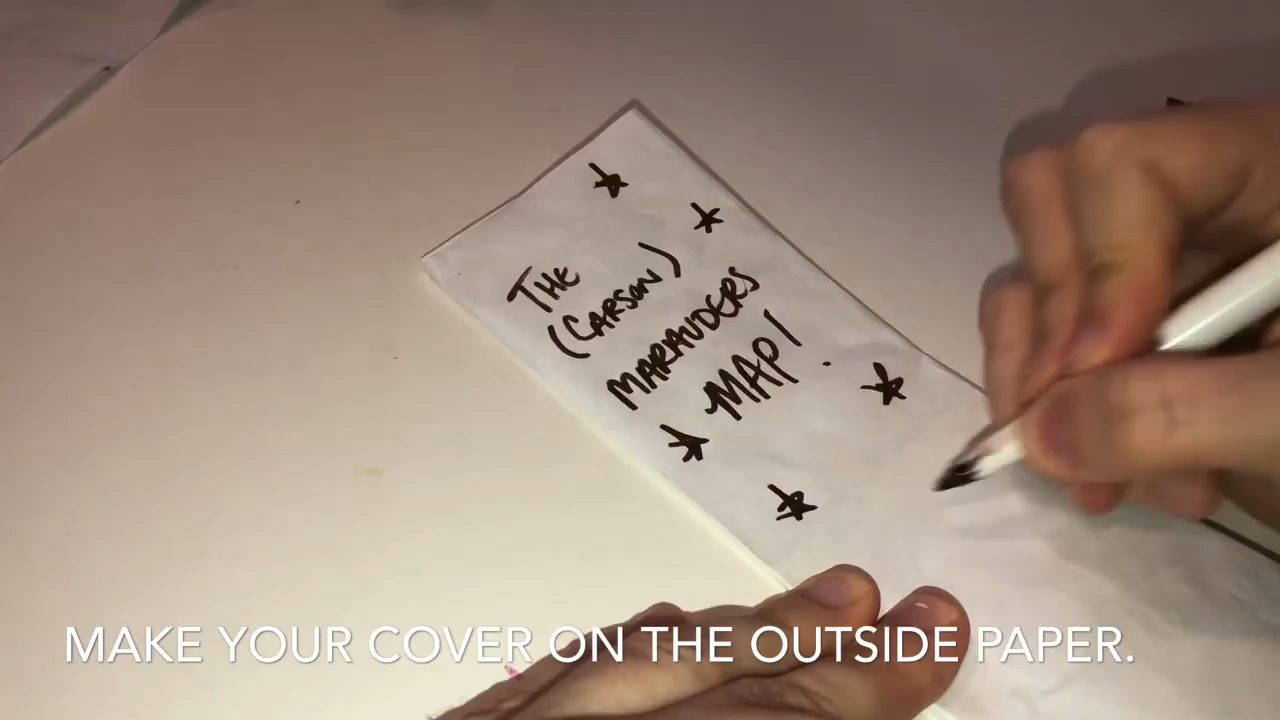 THE
(CARSON)
MARAUDERS
MAP!
MAKE YOUR COVER ON THE OUTSIDE PAPER.